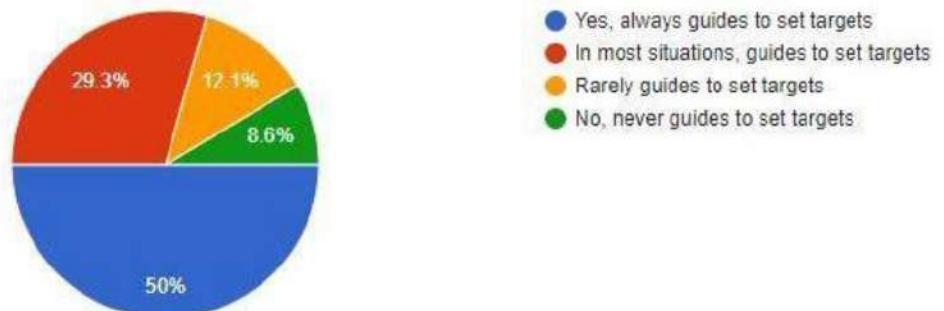 Yes, always guides to set targets
In most situations, guides to set targets
Rarely guides to set targets
No, never guides to set targets
29.3%
12.1%
8.6%
50%